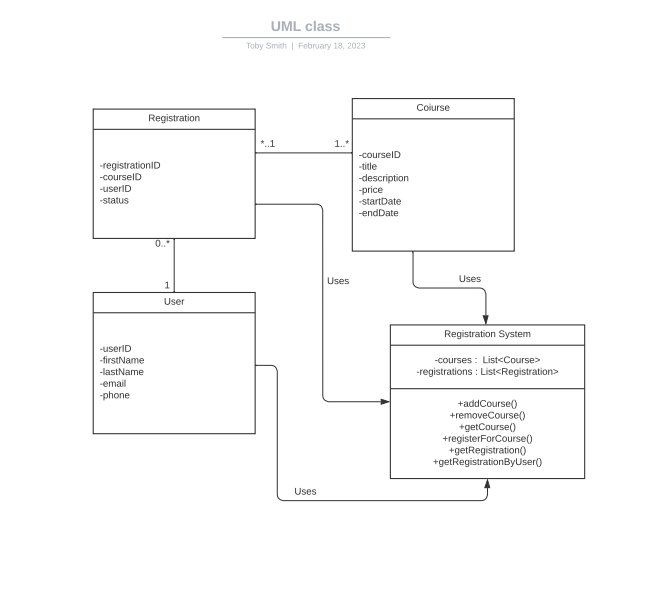 UML class
Toby Smith | February 18, 2023
Registration
-registrationID
-courseID
-userID
-status
*..1
1..*
Coiurse
-courseID
-title
-description
-price
-startDate
-endDate
0..*
1
Uses
Uses
User
-userID
-firstName
-lastName
-email
-phone
Registration System
-courses : List<Course>
-registrations : List<Registration>
+addCourse()
+removeCourse()
+getCourse()
+registerForCourse()
+getRegistration()
+getRegistrationByUser()
Uses